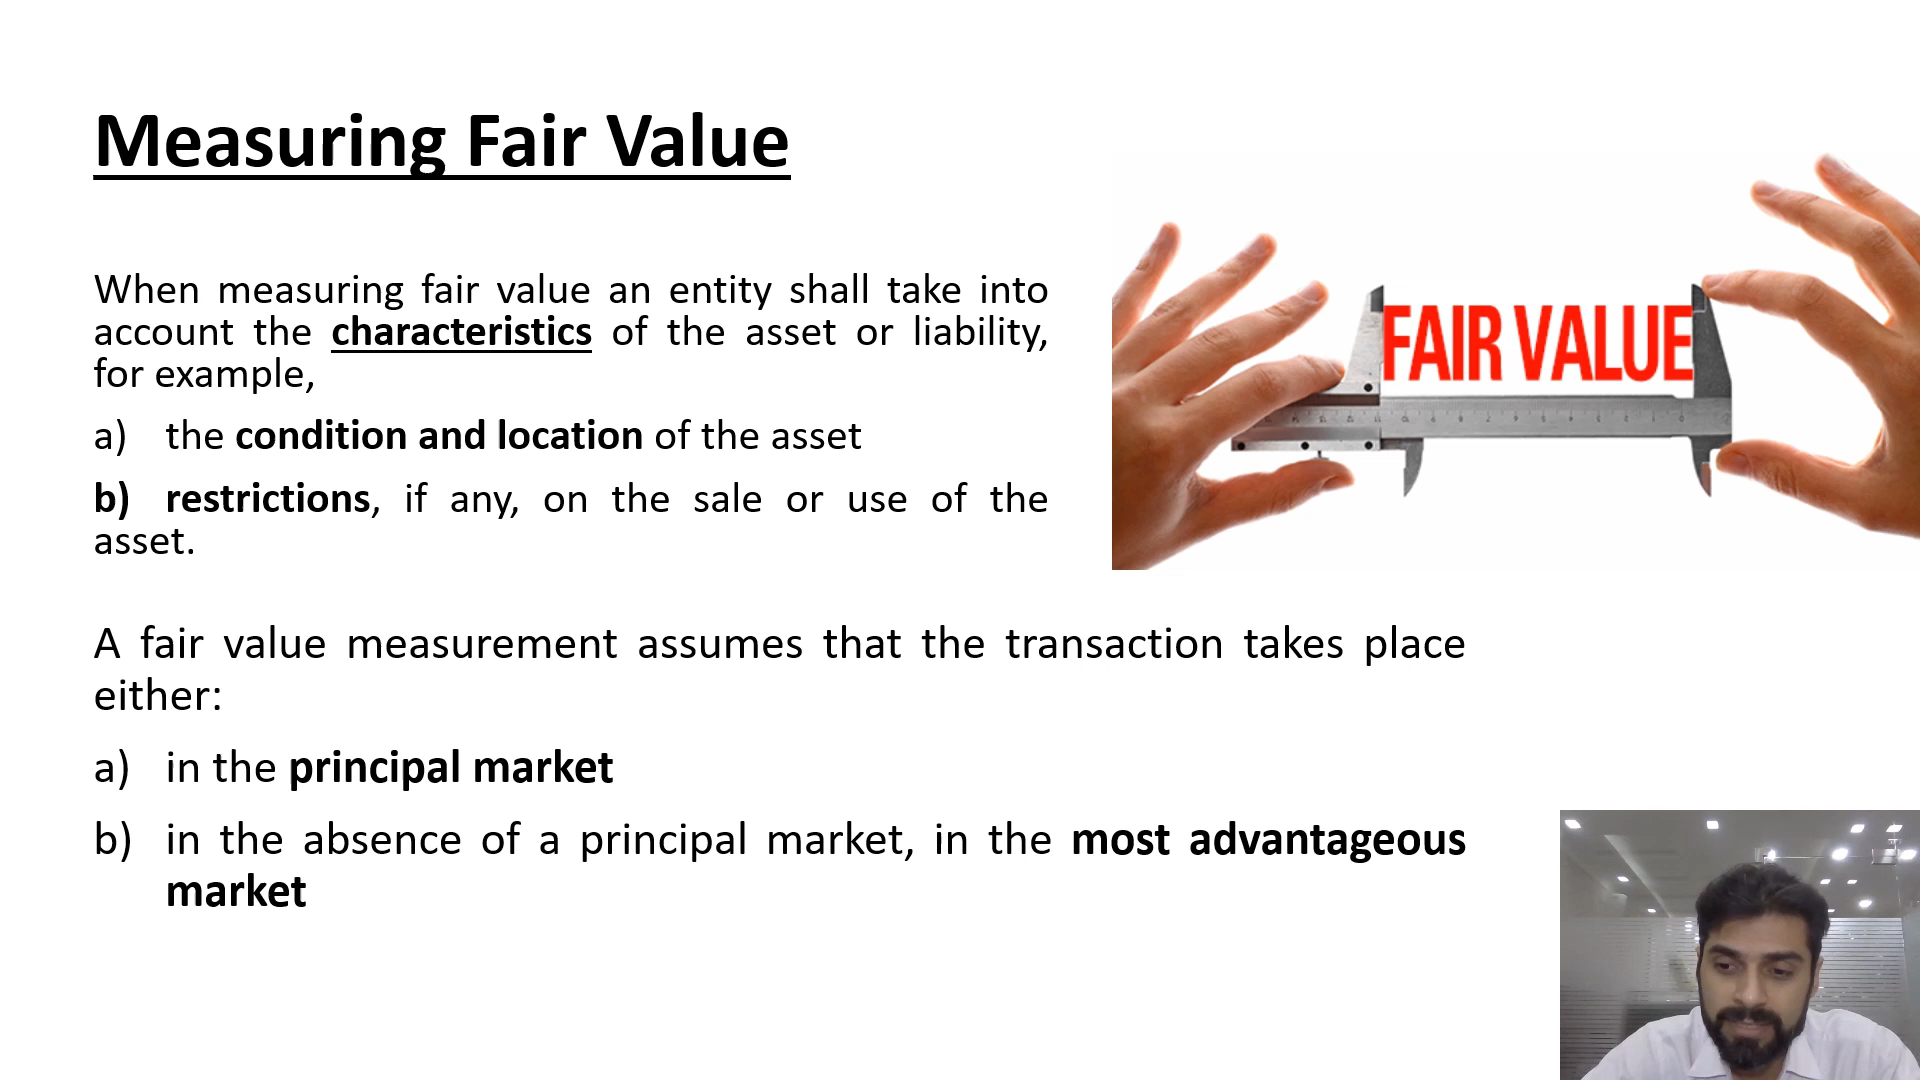 Measuring Fair Value
When measuring fair value an entity shall take into
account the characteristics of the asset or liability,
for example,
a) the condition and location of the asset
b) restrictions, if any, on the sale or use of the
asset.
FAIR VALUE
A fair value measurement assumes that the transaction takes place
either:
a) in the principal market
b) in the absence of a principal market, in the most advantageous
market